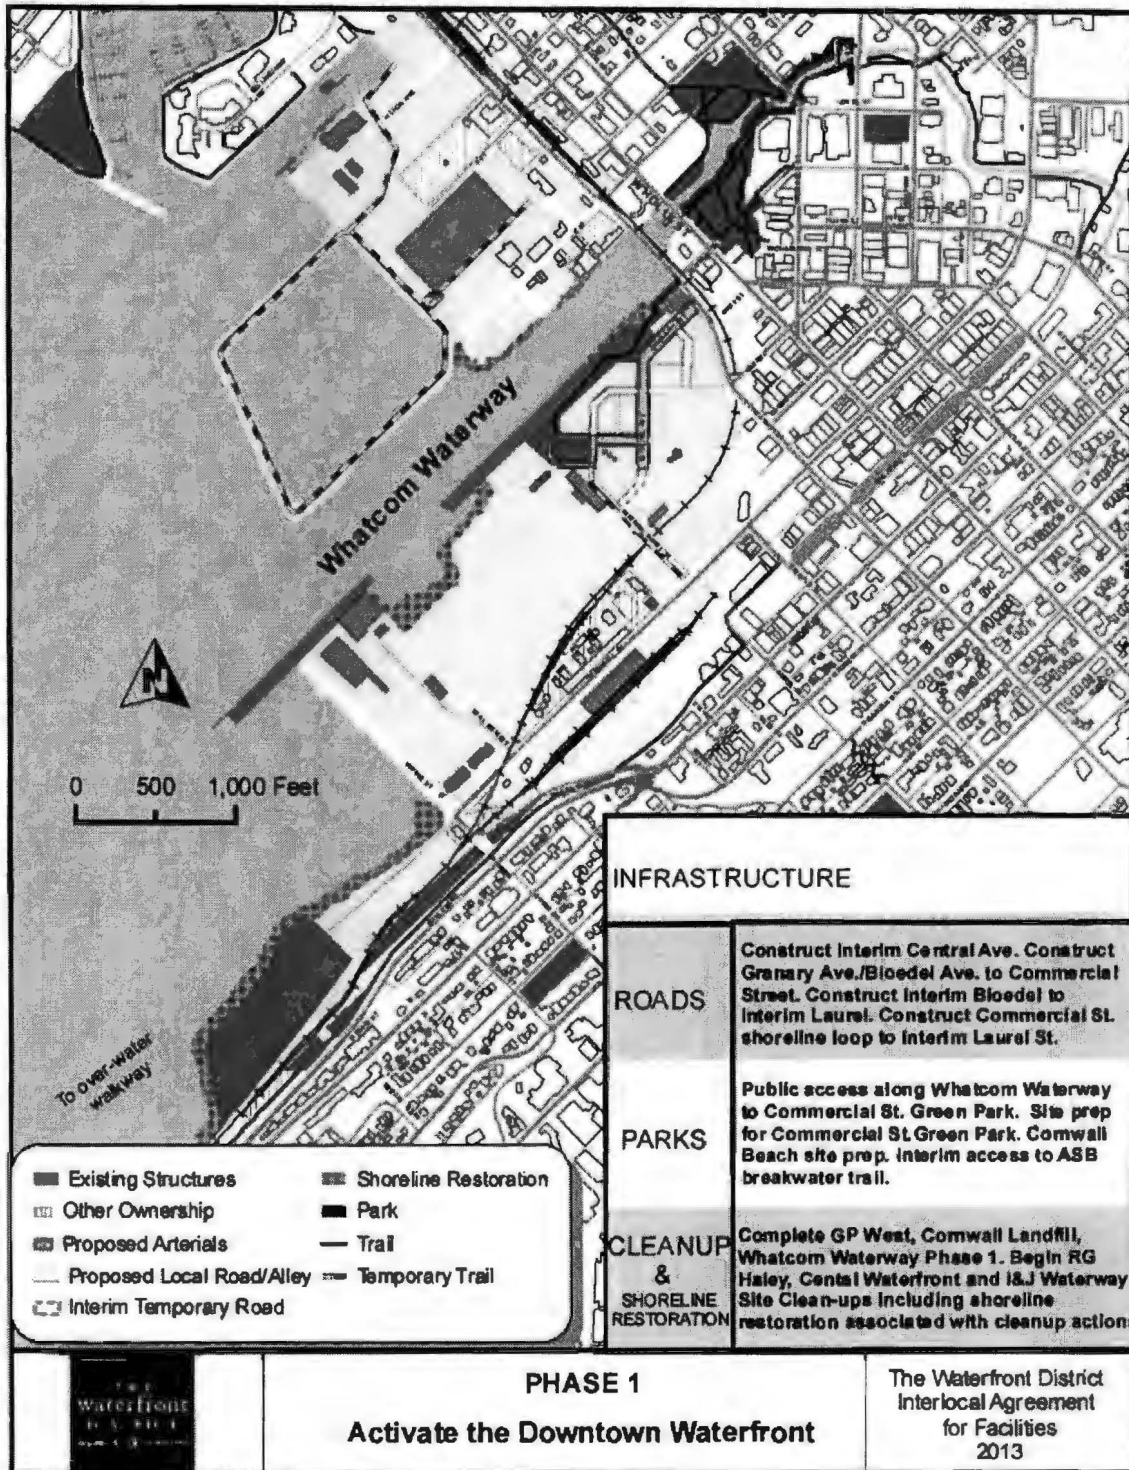 Whatcom Waterway
N
0 500 1,000 Feet
To over-water
walkway
Existing Structures
Other Ownership
Proposed Arterials
Proposed Local Road/Alley
Interim Temporary Road
Shoreline Restoration
Park
Trail
Temporary Trail
INFRASTRUCTURE
ROADS
Construct Interim Central Ave. Construct
Granary Ave./Bloedel Ave. to Commercial
Street. Construct Interim Bloedel to
Interim Laurel. Construct Commercial St.
shoreline loop to Interim Laurel St.
PARKS
Public access along Whatcom Waterway
to Commercial St. Green Park. Site prep
for Commercial St.Green Park. Cornwall
Beach site prep. Interim access to ASB
breakwater trail.
CLEANUP
&
SHORELINE
RESTORATION
Complete GP West, Cornwall Landfill,
Whatcom Waterway Phase 1. Begin RG
Haley, Cental Waterfront and I&J Waterway
Site Clean-ups including shoreline
restoration associated with cleanup action
THE
waterfront
DISTRICT
PHASE 1
Activate the Downtown Waterfront
The Waterfront District
Interlocal Agreement
for Facilities
2013